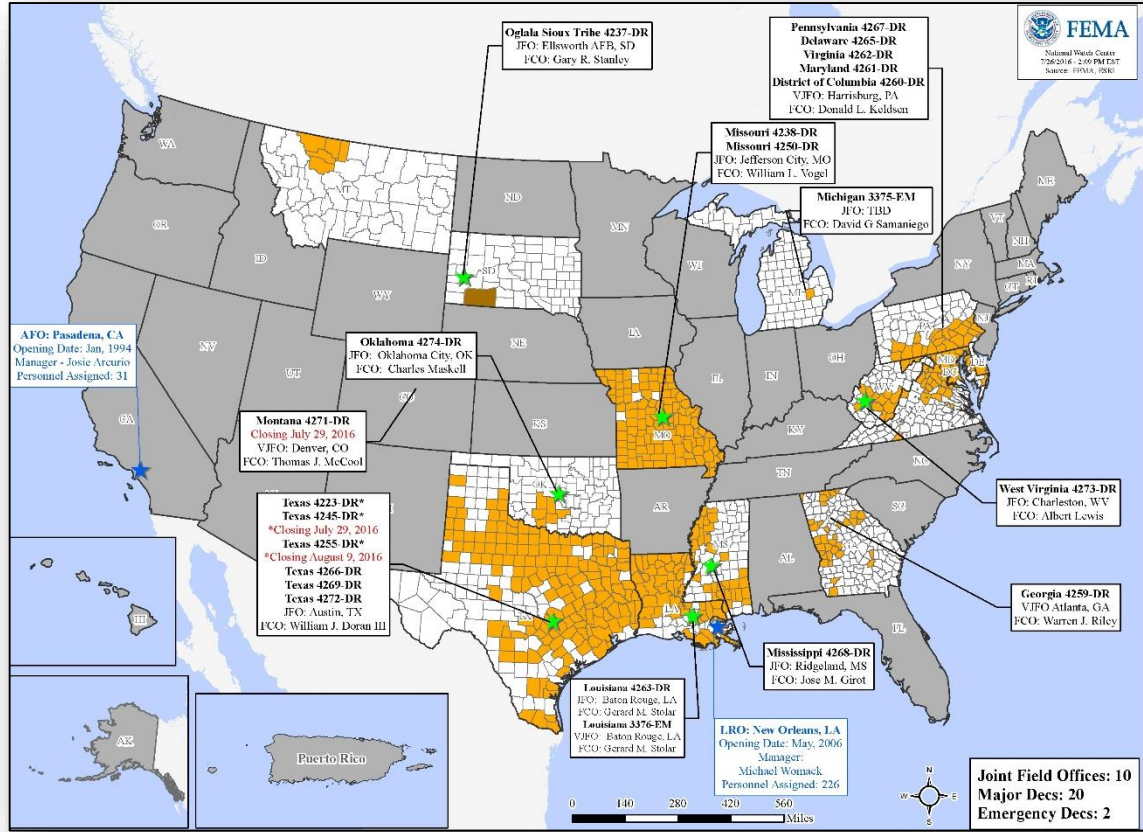 Oglala Sioux Tribe 4237-DR
JFO: Ellsworth AFB, SD
FCO: Gary R. Stanley
Pennsylvania 4267-DR
Delaware 4265-DR
Virginia 4262-DR
Maryland 4261-DR
District of Columbia 4260-DR
VJFO: Harrisburg, PA
FCO: Donald L. Keldsen
FEMA
National Watch Center
7/26/2016 - 2:09 PM EST
Source: FEMA, ESRI
Missouri 4238-DR
Missouri 4250-DR
JFO: Jefferson City, MO
FCO: William L. Vogel
Michigan 3375-EM
JFO: TBD
FCO: David G Samaniego
AFO: Pasadena, CA
Opening Date: Jan, 1994
Manager - Josie Arcurio
Personnel Assigned: 31
Oklahoma 4274-DR
JFO: Oklahoma City, OK
FCO: Charles Maskell
Montana 4271-DR
Closing July 29, 2016
VJFO: Denver, CO
FCO: Thomas J. McCool
Texas 4223-DR*
Texas 4245-DR*
*Closing July 29, 2016
Texas 4255-DR*
*Closing August 9, 2016
Texas 4266-DR
Texas 4269-DR
Texas 4272-DR
JFO: Austin, TX
FCO: William J. Doran III
West Virginia 4273-DR
JFO: Charleston, WV
FCO: Albert Lewis
Georgia 4259-DR
VJFO Atlanta, GA
FCO: Warren J. Riley
Mississippi 4268-DR
JFO: Ridgeland, MS
FCO: Jose M. Girot
Louisiana 4263-DR
JFO: Baton Rouge, LA
FCO: Gerard M. Stolar
Louisiana 3376-EM
VJFO: Baton Rouge, LA
FCO: Gerard M. Stolar
LRO: New Orleans, LA
Opening Date: May, 2006
Manager:
Michael Womack
Personnel Assigned: 226
WA
OR
ID
MT
ND
SD
WY
NV
UT
CA
NE
KS
MN
WI
IA
IL
IN
MI
OH
KY
TN
MO
AR
OK
LA
MS
AL
GA
FL
SC
NC
VA
WV
PA
MD
DC
DE
NJ
NY
CT
RI
MA
VT
NH
ME
HI
AK
Puerto Rico
0 140 280 420 560
Miles
N
W E
S
Joint Field Offices: 10
Major Decs: 20
Emergency Decs: 2